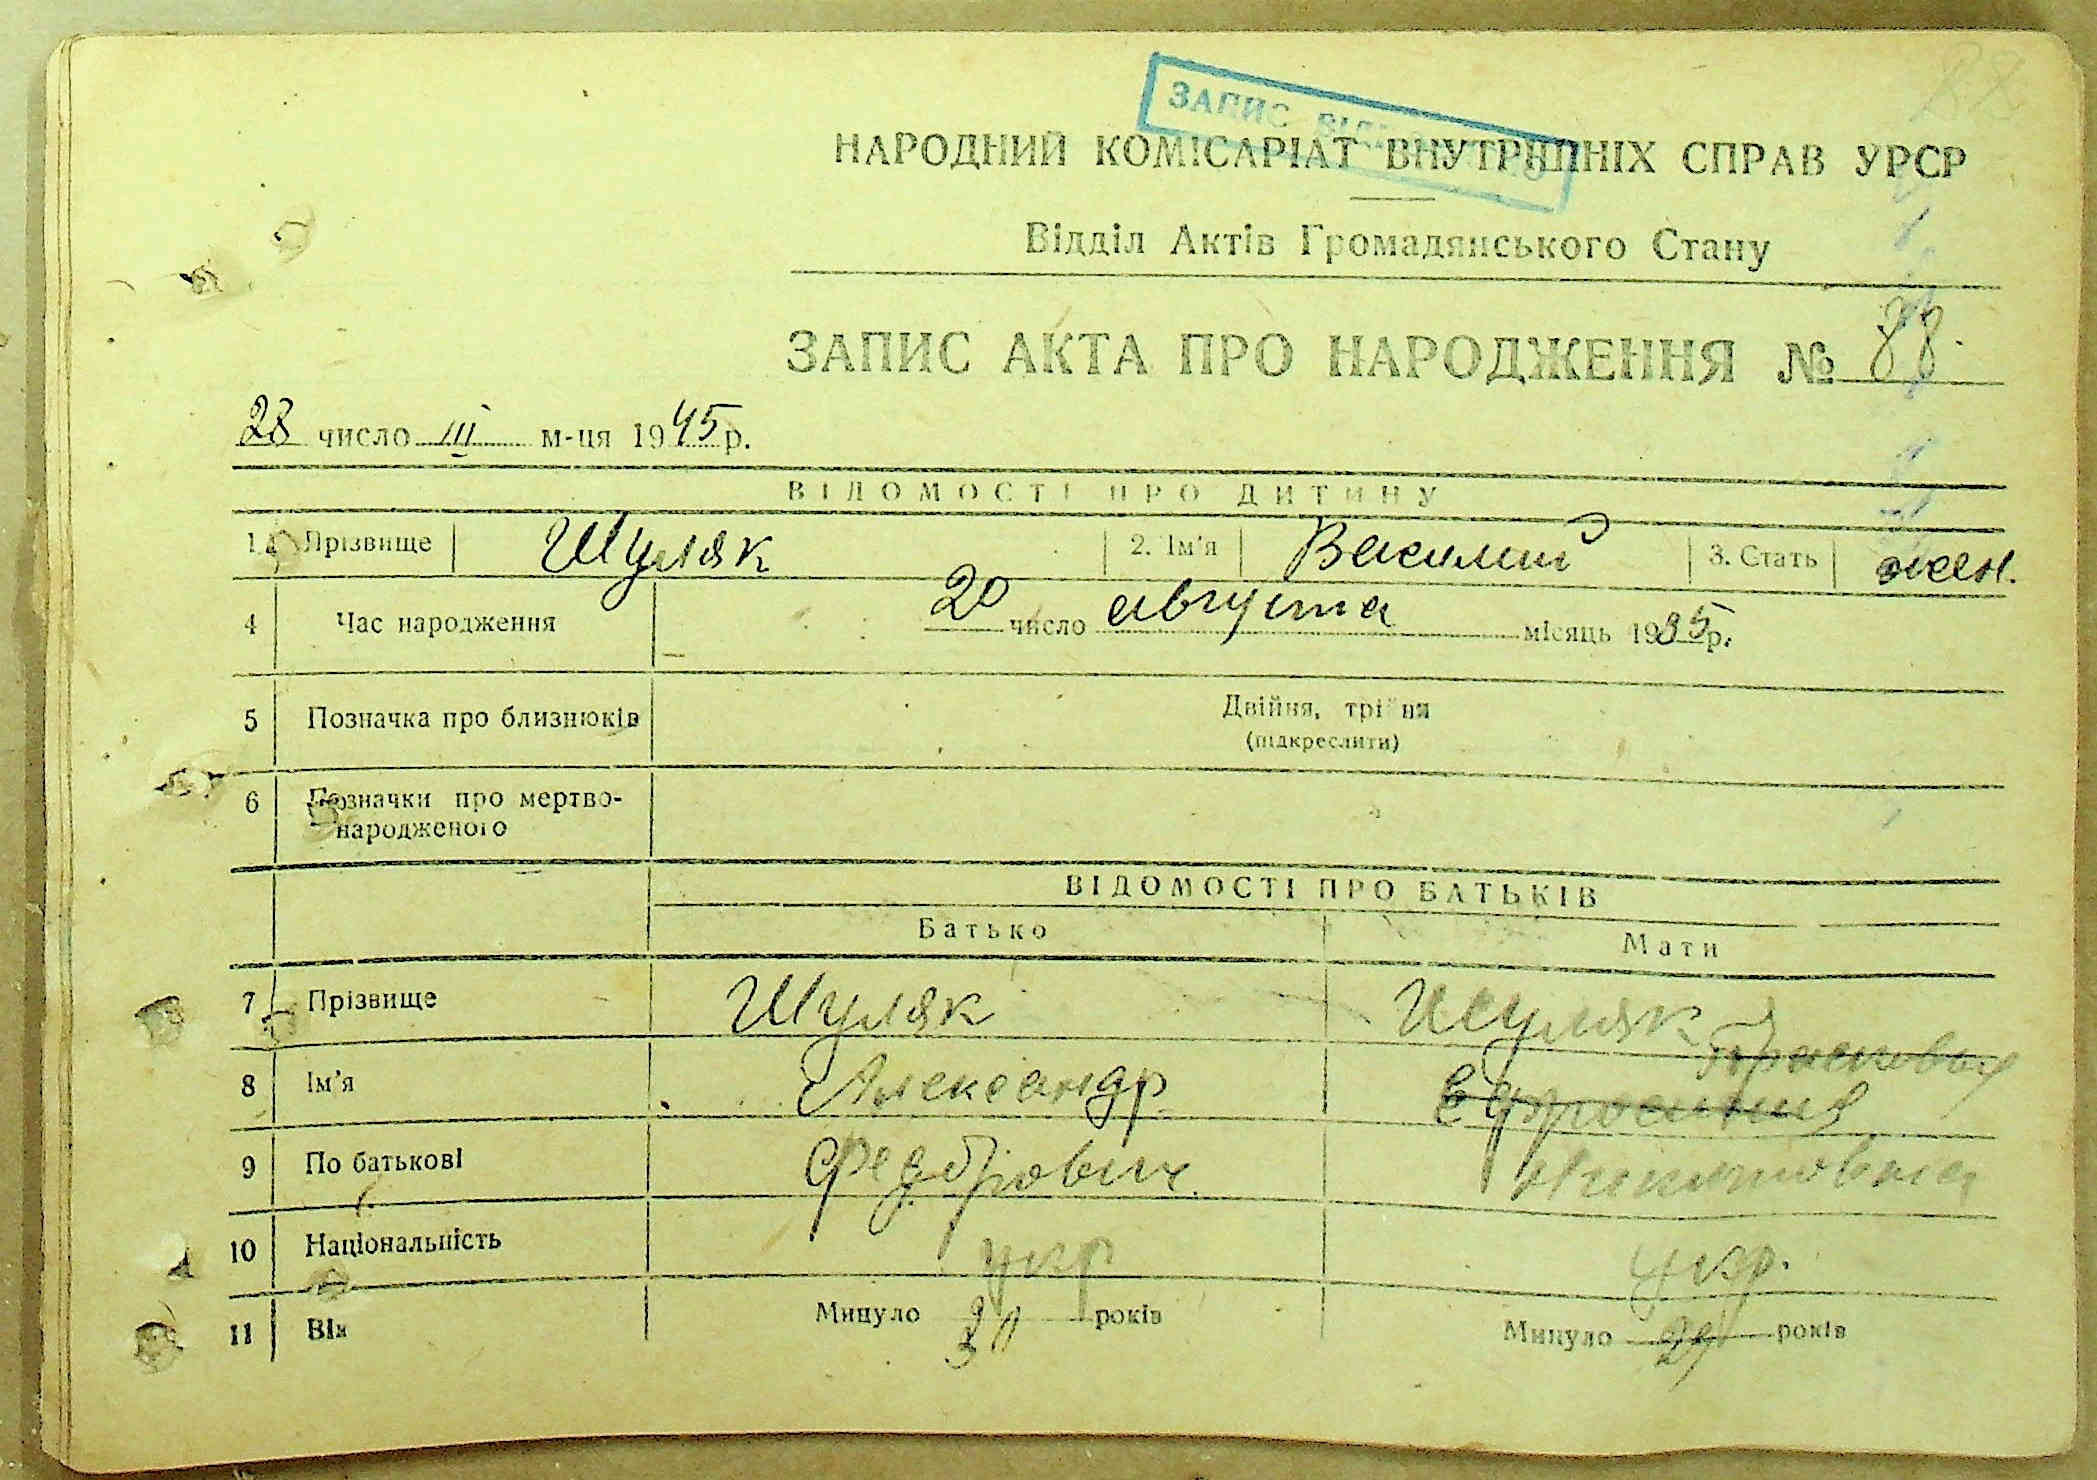 88
ЗАПИС
НАРОДНИЙ КОМІСАРІАТ ВНУТРІШНІХ СПРАВ УРСР
Відділ Актів Громадянського Стану
ЗАПИС АКТА ПРО НАРОДЖЕННЯ № 88.
28 число III м-ця 1945 р.
ВІДОМОСТІ ПРО ДИТИНУ
1 Прізвище Шуляк 2. Ім'я Василий 3. Стать
4 Час народження 20 число августа місяць 1935 р.
5 Позначка про близнюків Двійня, трійня
(підкреслити)
6 Позначки про мертво-
народженого
ВІДОМОСТІ ПРО БАТЬКІВ
Батько Мати
7 Прізвище Шуляк Шуляк
Прасковья
8 Ім'я Александр Ефросиния
9 По батькові Федорович
10 Національність укр укр.
11 Вік Минуло років Минуло 29 років